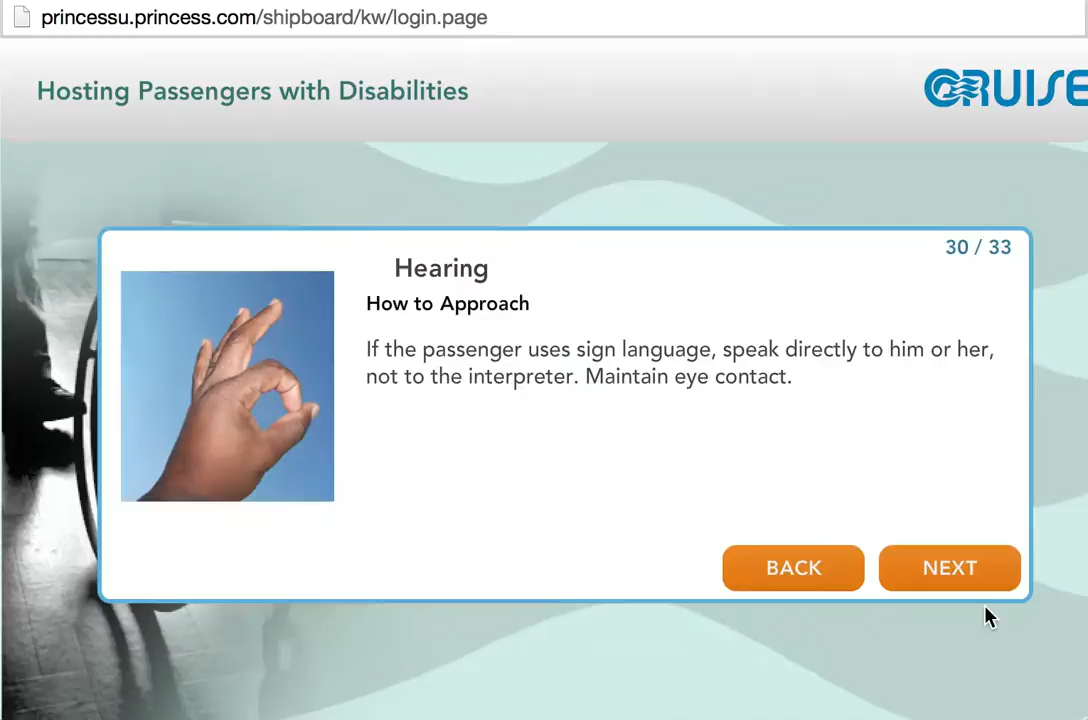 princessu.princess.com/shipboard/kw/login.page
Hosting Passengers with Disabilities
CRUISE
30 / 33
Hearing
How to Approach
If the passenger uses sign language, speak directly to him or her,
not to the interpreter. Maintain eye contact.
BACK
NEXT